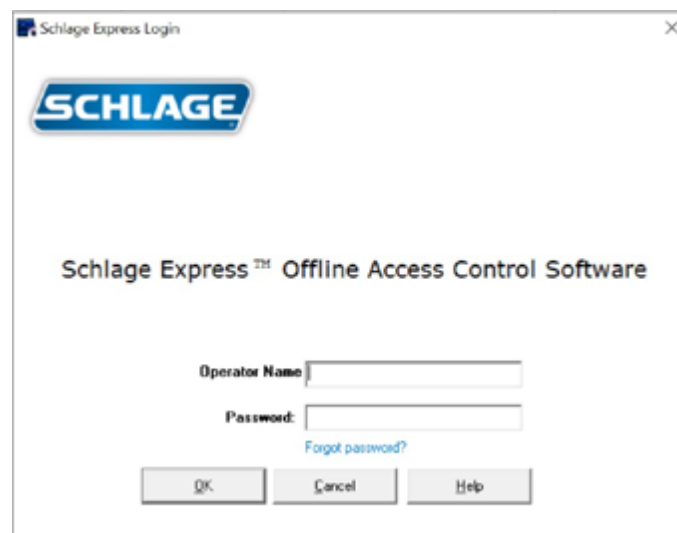 Schlage Express Login
SCHLAGE
Schlage Express™ Offline Access Control Software
Operator Name
Password:
Forgot password?
OK
Cancel
Help